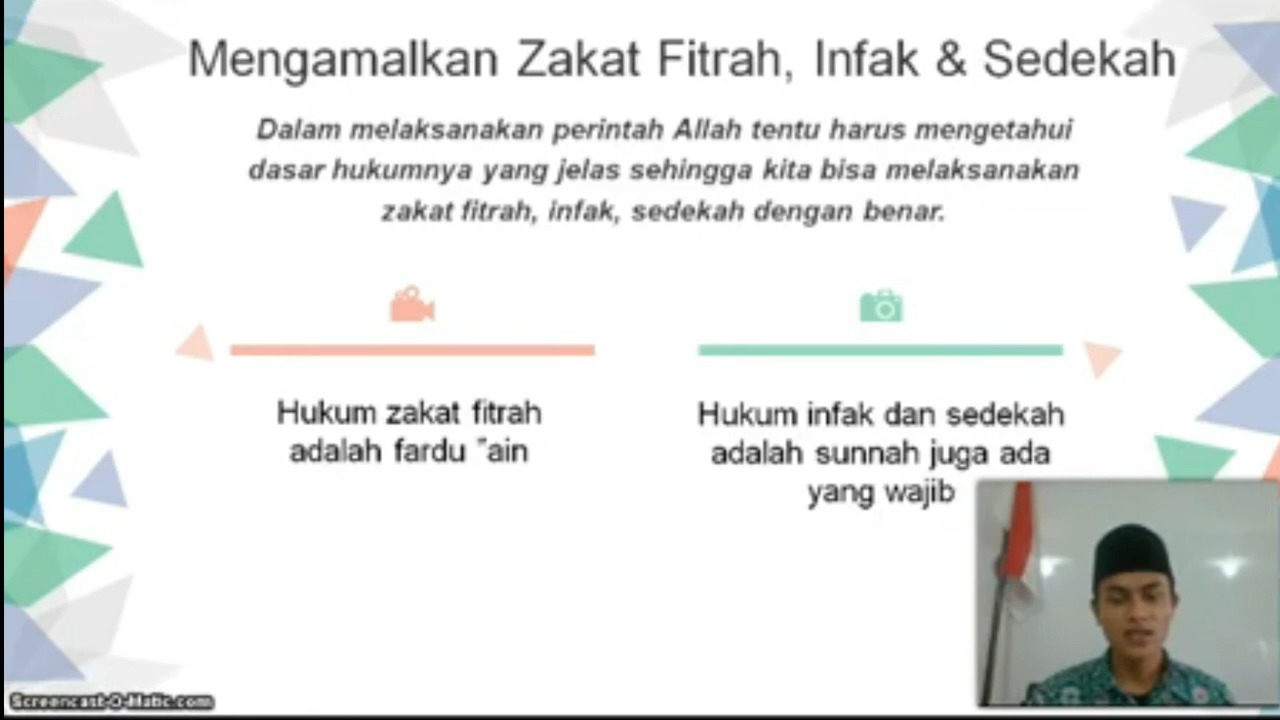 Mengamalkan Zakat Fitrah, Infak & Sedekah
Dalam melaksanakan perintah Allah tentu harus mengetahui
dasar hukumnya yang jelas sehingga kita bisa melaksanakan
zakat fitrah, infak, sedekah dengan benar.
Hukum zakat fitrah
adalah fardu "ain
Hukum infak dan sedekah
adalah sunnah juga ada
yang wajib
Screencast-O-Matic.com